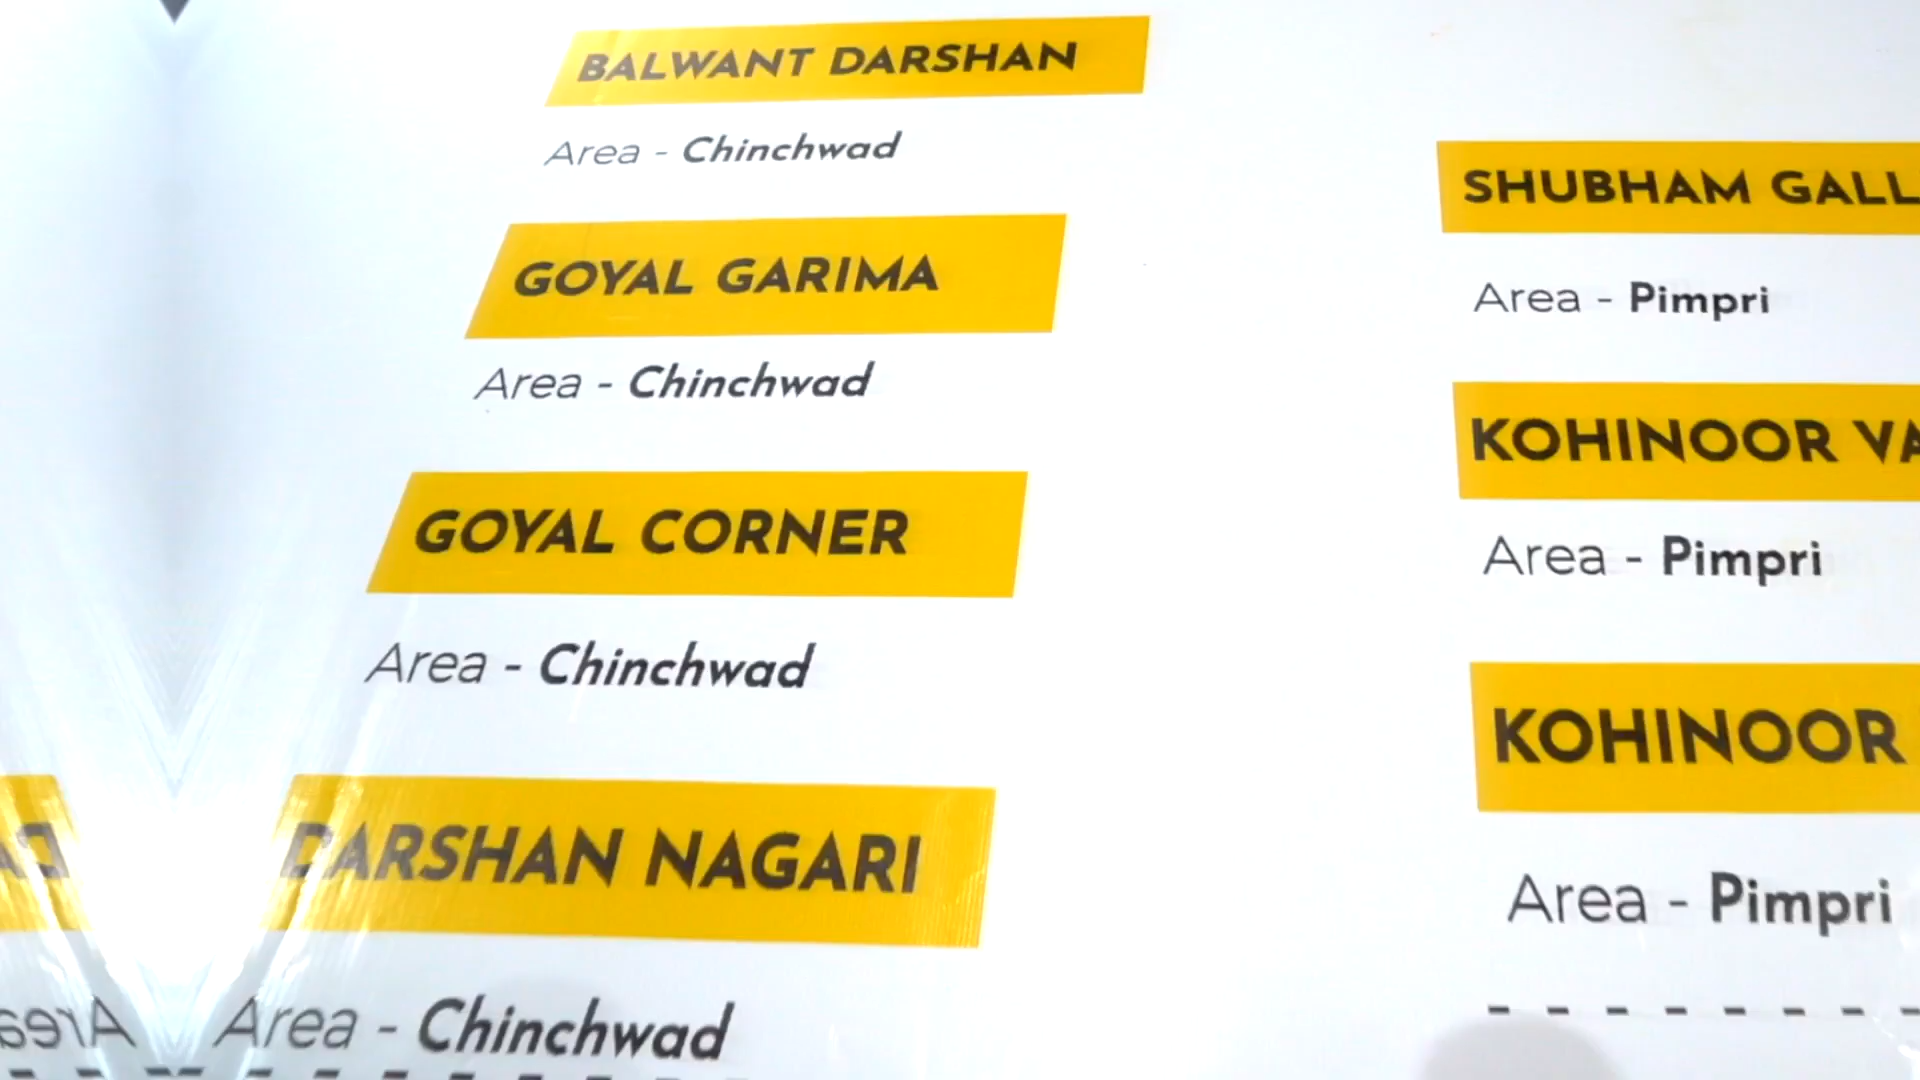 BALWANT DARSHAN
Area - Chinchwad
GOYAL GARIMA
Area - Chinchwad
GOYAL CORNER
Area - Chinchwad
DARSHAN NAGARI
Area - Chinchwad
SHUBHAM GALL
Area - Pimpri
KOHINOOR VA
Area - Pimpri
KOHINOOR
Area - Pimpri